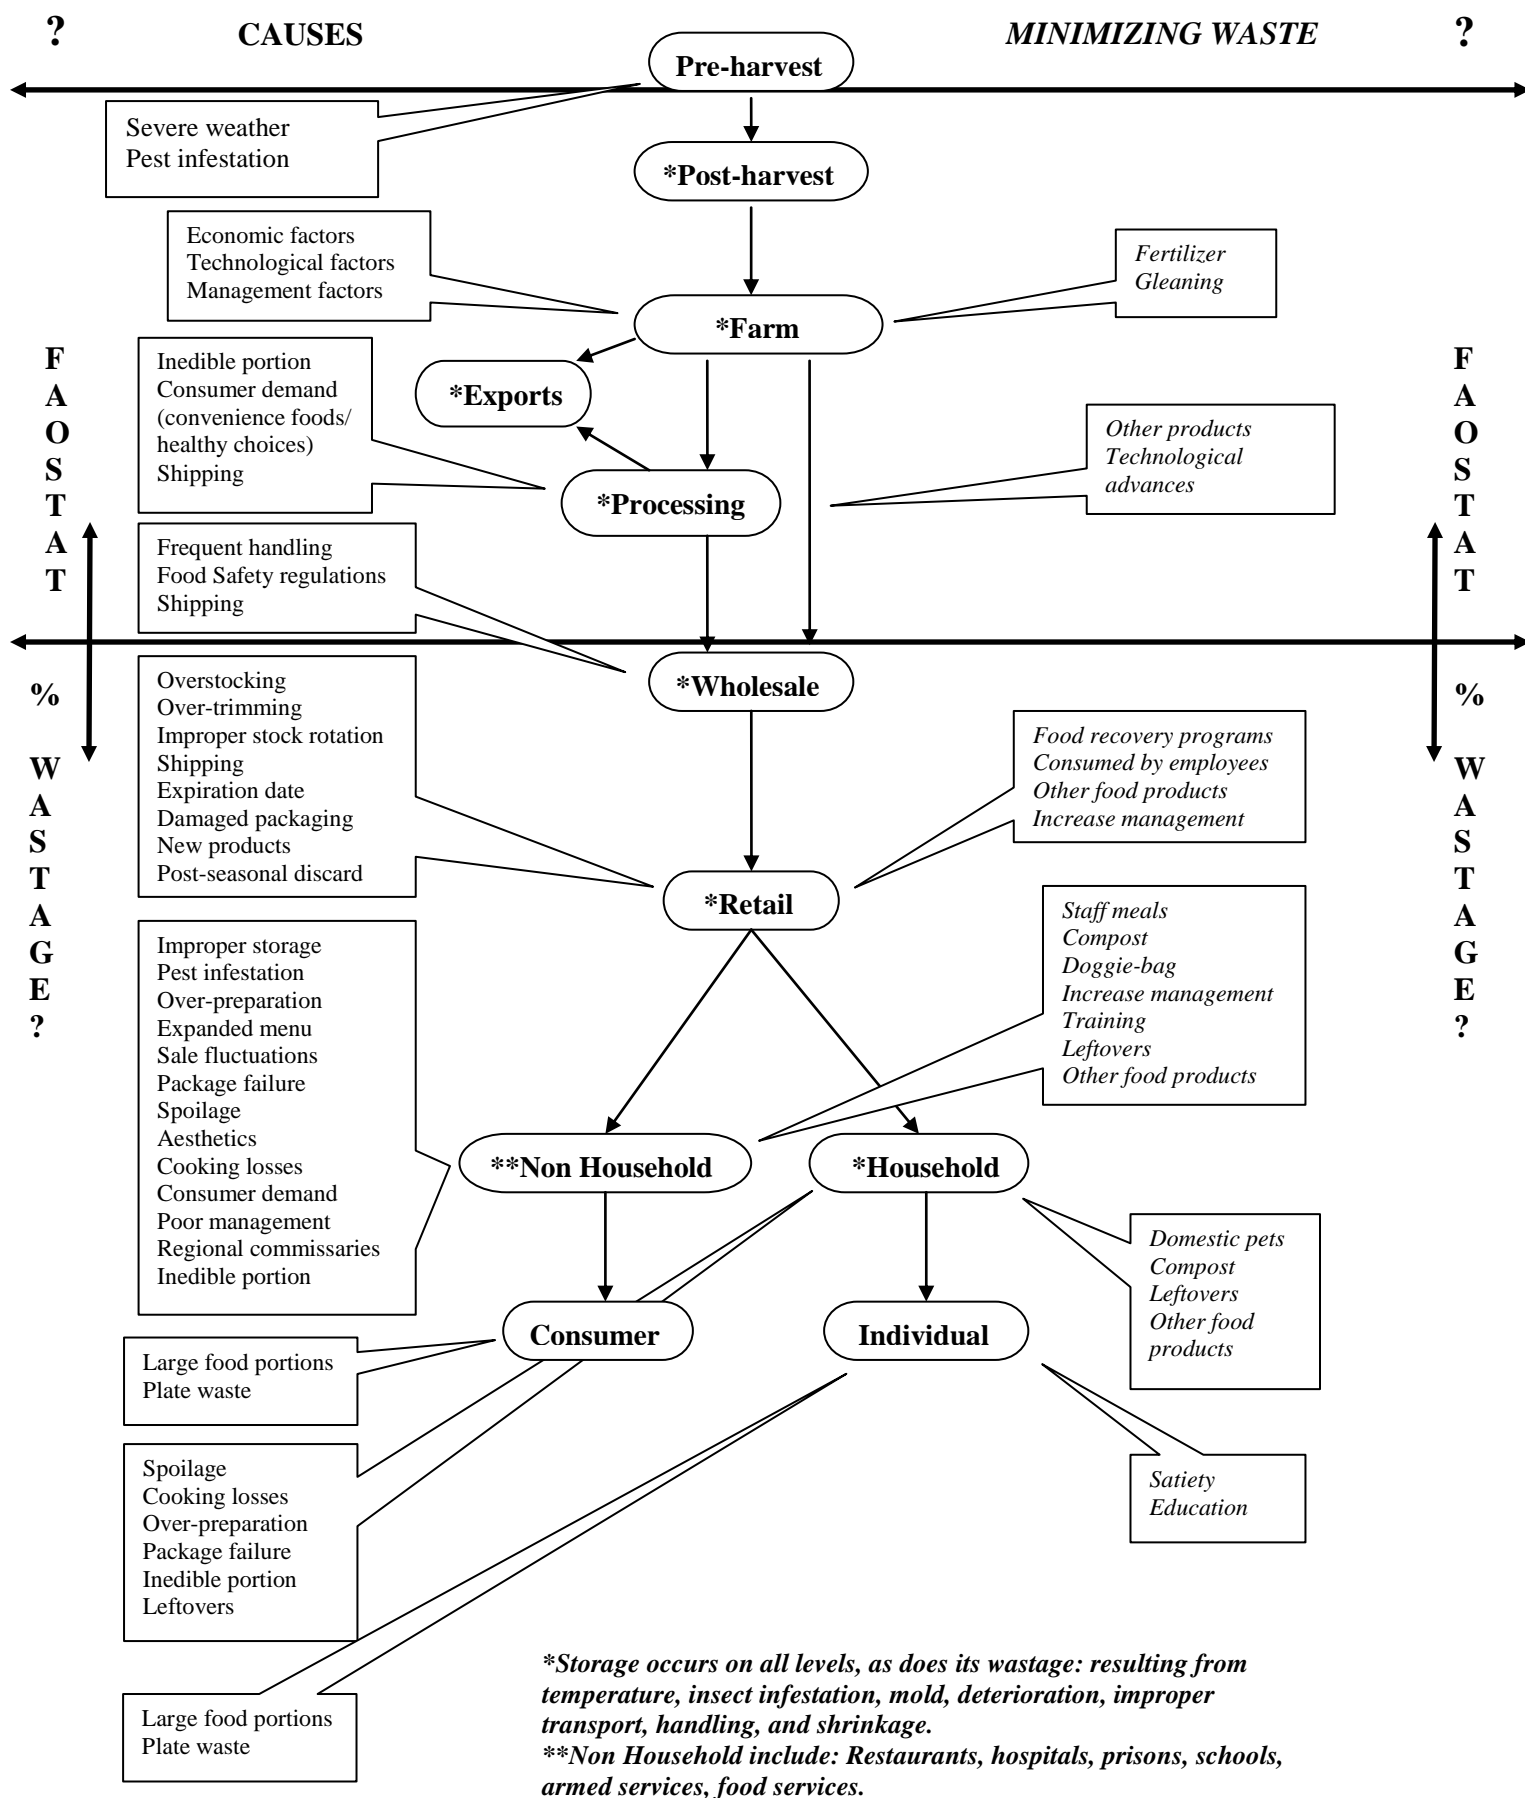 ?
CAUSES
MINIMIZING WASTE
?
Pre-harvest
Severe weather
Pest infestation
*Post-harvest
Economic factors
Technological factors
Management factors
Fertilizer
Gleaning
*Farm
F
A
O
S
T
A
T
Inedible portion
Consumer demand
(convenience foods/
healthy choices)
Shipping
*Exports
F
A
O
S
T
A
T
Other products
Technological
advances
*Processing
Frequent handling
Food Safety regulations
Shipping
*Wholesale
%
W
A
S
T
A
G
E
?
Overstocking
Over-trimming
Improper stock rotation
Shipping
Expiration date
Damaged packaging
New products
Post-seasonal discard
Food recovery programs
Consumed by employees
Other food products
Increase management
%
W
A
S
T
A
G
E
?
*Retail
Improper storage
Pest infestation
Over-preparation
Expanded menu
Sale fluctuations
Package failure
Spoilage
Aesthetics
Cooking losses
Consumer demand
Poor management
Regional commissaries
Inedible portion
Staff meals
Compost
Doggie-bag
Increase management
Training
Leftovers
Other food products
**Non Household
*Household
Domestic pets
Compost
Leftovers
Other food
products
Consumer
Individual
Large food portions
Plate waste
Spoilage
Cooking losses
Over-preparation
Package failure
Inedible portion
Leftovers
Satiety
Education
Large food portions
Plate waste
*Storage occurs on all levels, as does its wastage: resulting from
temperature, insect infestation, mold, deterioration, improper
transport, handling, and shrinkage.
**Non Household include: Restaurants, hospitals, prisons, schools,
armed services, food services.